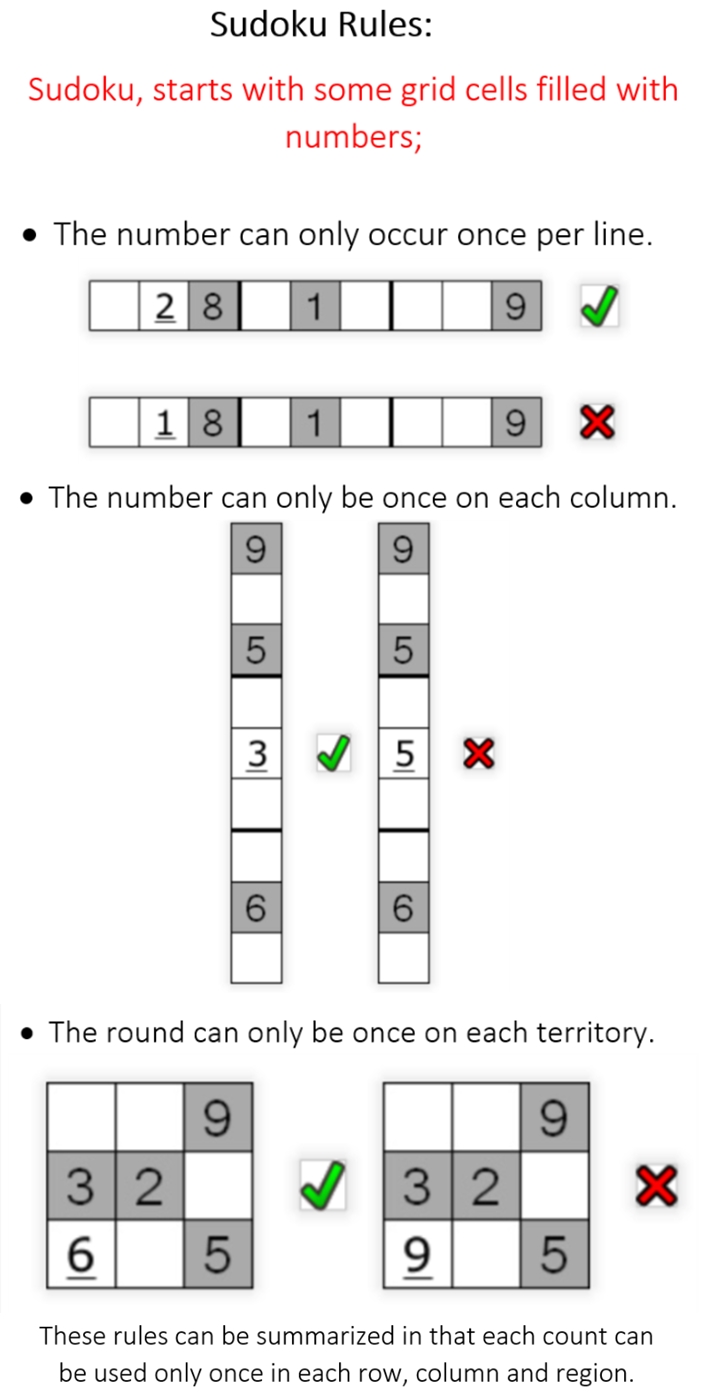 Sudoku Rules:
Sudoku, starts with some grid cells filled with
numbers;
• The number can only occur once per line.
2 8 1 9
1 8 1 9
• The number can only be once on each column.
9 9
5 5
3 5
6 6
• The round can only be once on each territory.
9 9
3 2 3 2
6 5 9 5
These rules can be summarized in that each count can
be used only once in each row, column and region.